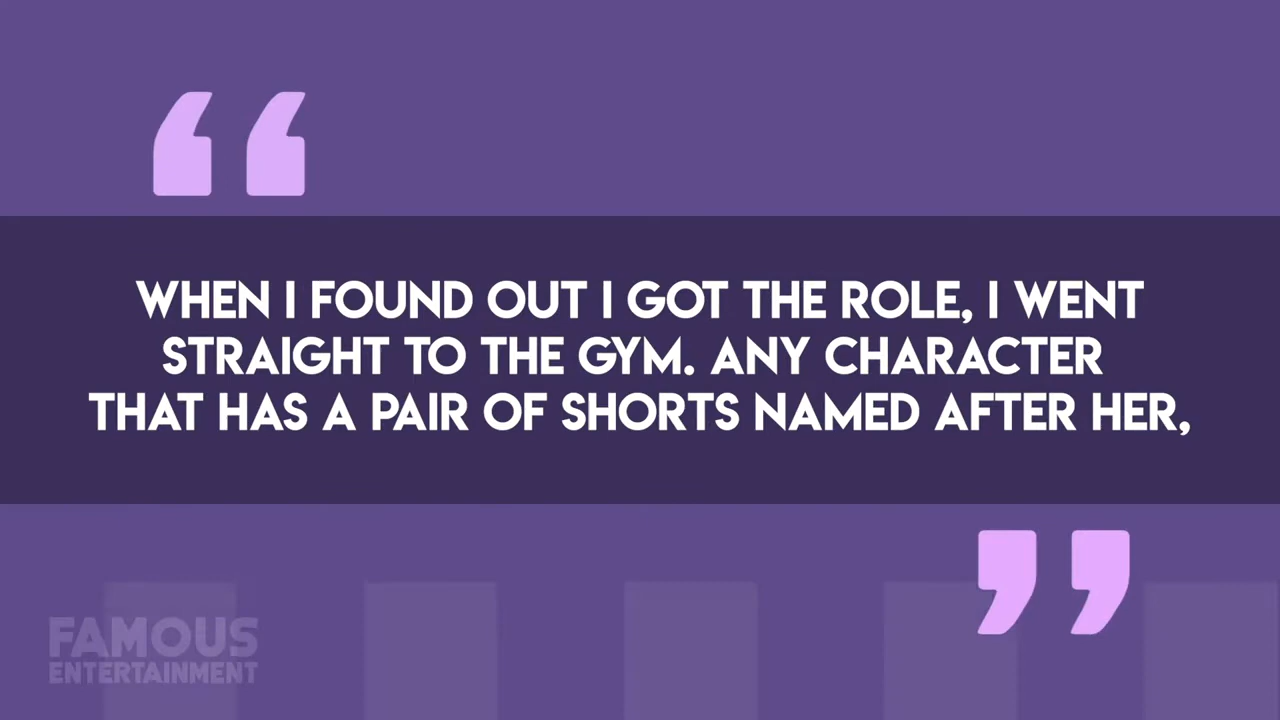 WHEN I FOUND OUT I GOT THE ROLE, I WENT
STRAIGHT TO THE GYM. ANY CHARACTER
THAT HAS A PAIR OF SHORTS NAMED AFTER HER,
FAMOUS
ENTERTAINMENT